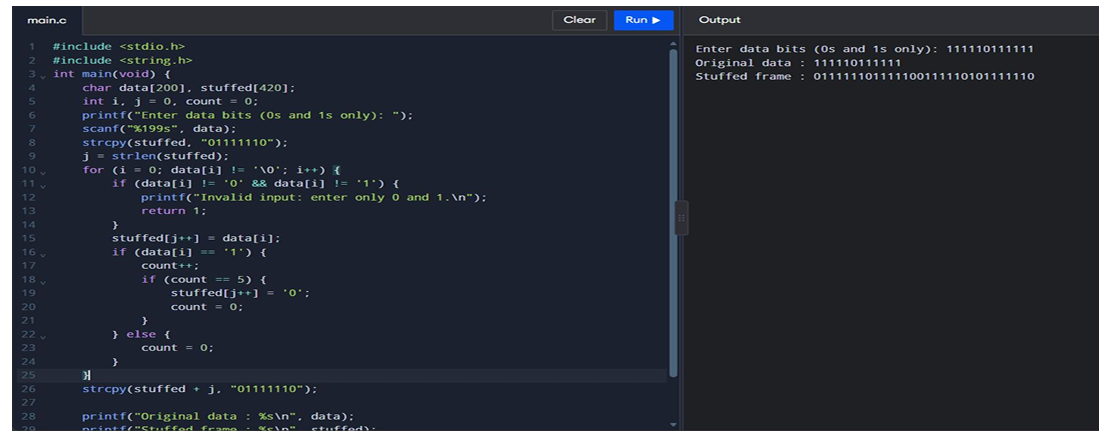 main.c
Clear
Run
Output
1 #include <stdio.h>
2 #include <string.h>
3 int main(void) {
4 char data[200], stuffed[420];
5 int i, j = 0, count = 0;
6 printf("Enter data bits (0s and 1s only): ");
7 scanf("%199s", data);
8 strcpy(stuffed, "01111110");
9 j = strlen(stuffed);
10 for (i = 0; data[i] != '\0'; i++) {
11 if (data[i] != '0' && data[i] != '1') {
12 printf("Invalid input: enter only 0 and 1.\n");
13 return 1;
14 }
15 stuffed[j++] = data[i];
16 if (data[i] == '1') {
17 count++;
18 if (count == 5) {
19 stuffed[j++] = '0';
20 count = 0;
21 }
22 } else {
23 count = 0;
24 }
25 }
26 strcpy(stuffed + j, "01111110");
27
28 printf("Original data : %s\n", data);
29 printf("Stuffed frame : %s\n", stuffed);
Enter data bits (0s and 1s only): 111110111111
Original data : 111110111111
Stuffed frame : 011111101111100111110101111110